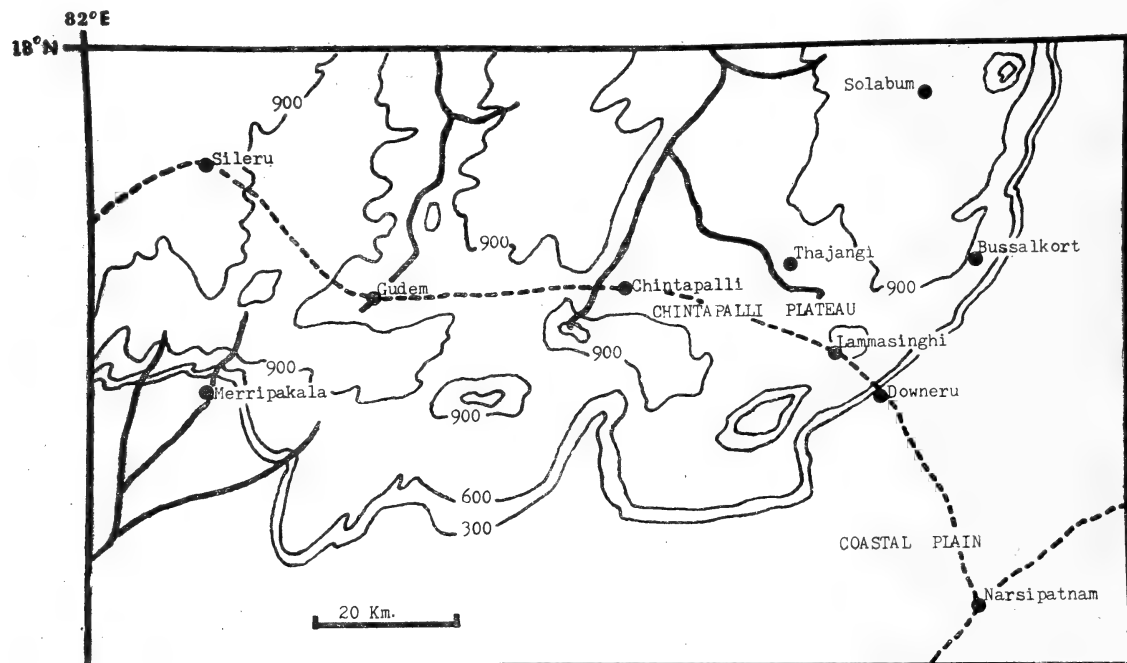 82°E
18°N
Solabum
900
Sileru
900
Thajangi
Bussalkort
Gudem
Chintapalli
900
CHINTAPALLI PLATEAU
Lammasinghi
900
900
Merripakala
Downeru
900
600
300
COASTAL PLAIN
Narsipatnam
20 Km.